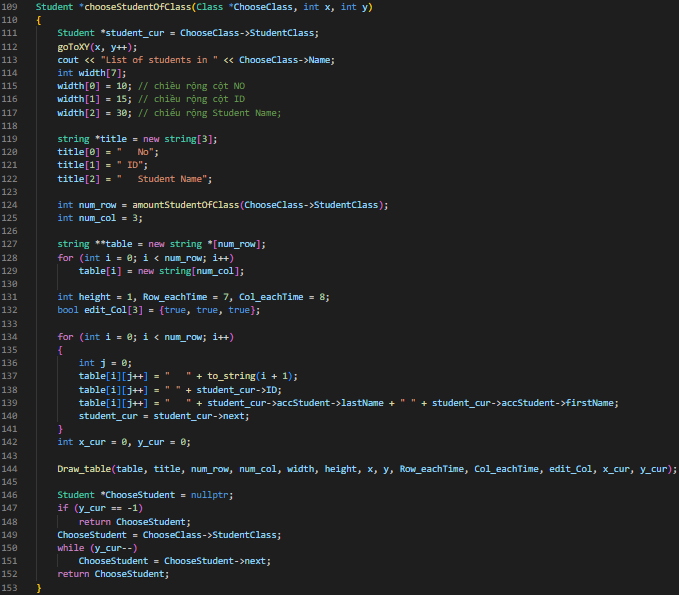 109 Student *chooseStudentOfClass(Class *ChooseClass, int x, int y)
110 {
111     Student *student_cur = ChooseClass->StudentClass;
112     goToXY(x, y++);
113     cout << "List of students in " << ChooseClass->Name;
114     int width[7];
115     width[0] = 10; // chiều rộng cột NO
116     width[1] = 15; // chiều rộng cột ID
117     width[2] = 30; // chiếu rộng Student Name;
118
119     string *title = new string[3];
120     title[0] = "   No";
121     title[1] = " ID";
122     title[2] = "   Student Name";
123
124     int num_row = amountStudentOfClass(ChooseClass->StudentClass);
125     int num_col = 3;
126
127     string **table = new string *[num_row];
128     for (int i = 0; i < num_row; i++)
129         table[i] = new string[num_col];
130
131     int height = 1, Row_eachTime = 7, Col_eachTime = 8;
132     bool edit_Col[3] = {true, true, true};
133
134     for (int i = 0; i < num_row; i++)
135     {
136         int j = 0;
137         table[i][j++] = "   " + to_string(i + 1);
138         table[i][j++] = " " + student_cur->ID;
139         table[i][j++] = "   " + student_cur->accStudent->lastName + " " + student_cur->accStudent->firstName;
140         student_cur = student_cur->next;
141     }
142     int x_cur = 0, y_cur = 0;
143
144     Draw_table(table, title, num_row, num_col, width, height, x, y, Row_eachTime, Col_eachTime, edit_Col, x_cur, y_cur);
145
146     Student *ChooseStudent = nullptr;
147     if (y_cur == -1)
148         return ChooseStudent;
149     ChooseStudent = ChooseClass->StudentClass;
150     while (y_cur--)
151         ChooseStudent = ChooseStudent->next;
152     return ChooseStudent;
153 }